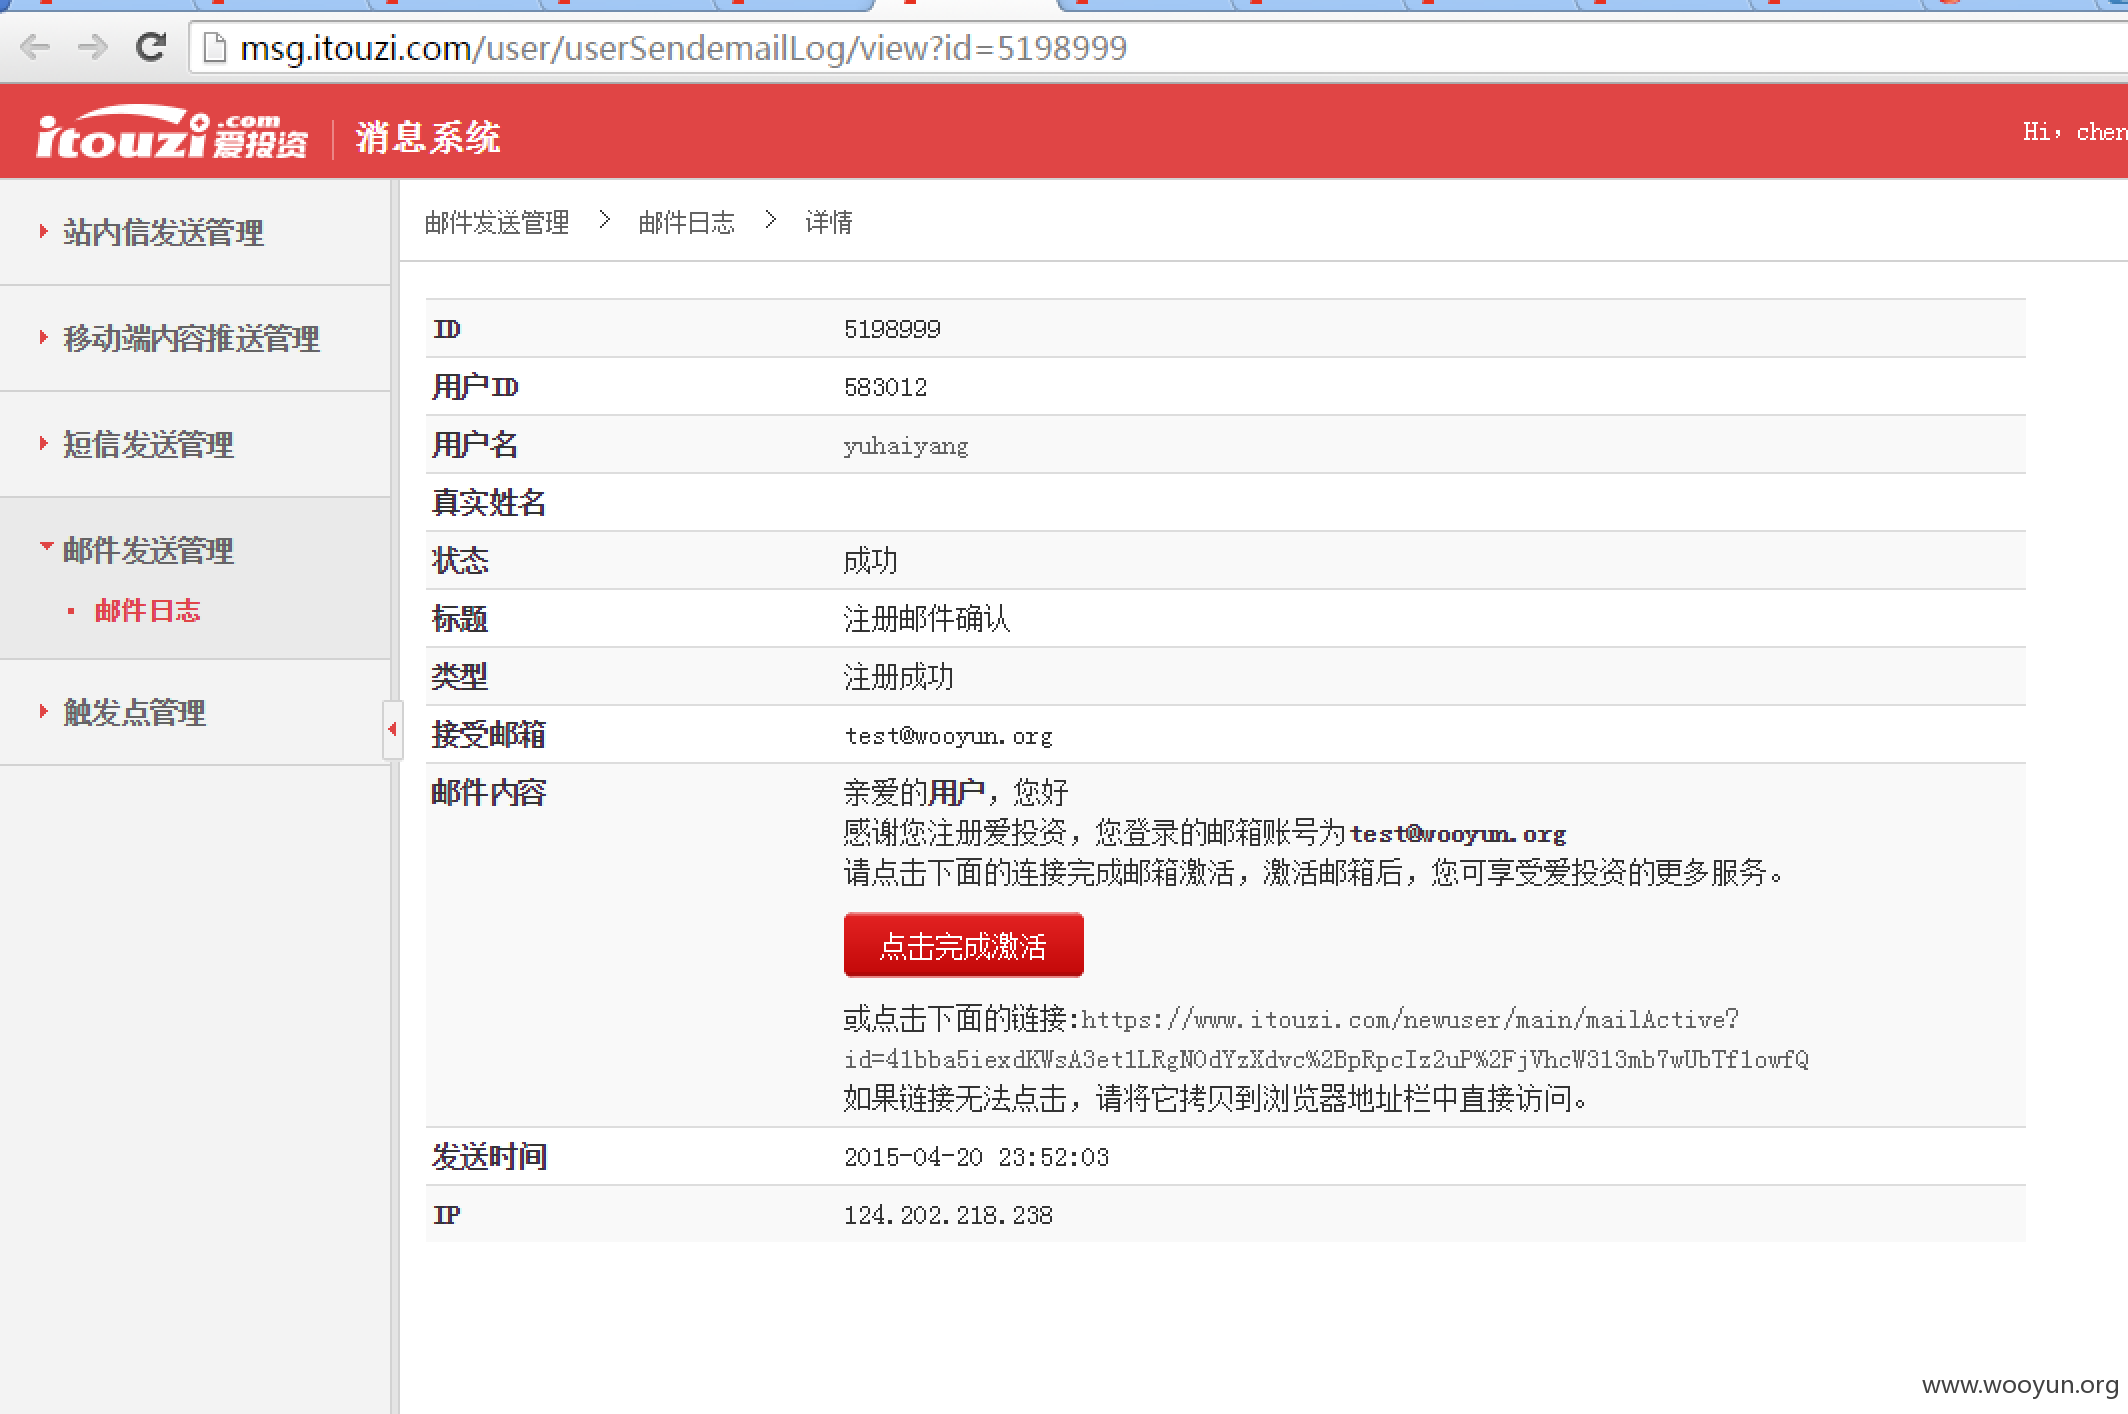 msg.itouzi.com/user/userSendemailLog/view?id=5198999
itouzi.com 爱投资 消息系统
Hi，chen
站内信发送管理
移动端内容推送管理
短信发送管理
邮件发送管理
邮件日志
触发点管理
邮件发送管理 > 邮件日志 > 详情
ID 5198999
用户ID 583012
用户名 yuhaiyang
真实姓名
状态 成功
标题 注册邮件确认
类型 注册成功
接受邮箱 test@wooyun.org
邮件内容 亲爱的用户，您好
感谢您注册爱投资，您登录的邮箱账号为test@wooyun.org
请点击下面的连接完成邮箱激活，激活邮箱后，您可享受爱投资的更多服务。
点击完成激活
或点击下面的链接:https://www.itouzi.com/newuser/main/mailActive?
id=41bba5iexdKWsA3et1LRgNOdYzXdvc%2BpRpcIz2uP%2FjVhcW313mb7wUbTf1owfQ
如果链接无法点击，请将它拷贝到浏览器地址栏中直接访问。
发送时间 2015-04-20 23:52:03
IP 124.202.218.238
www.wooyun.org